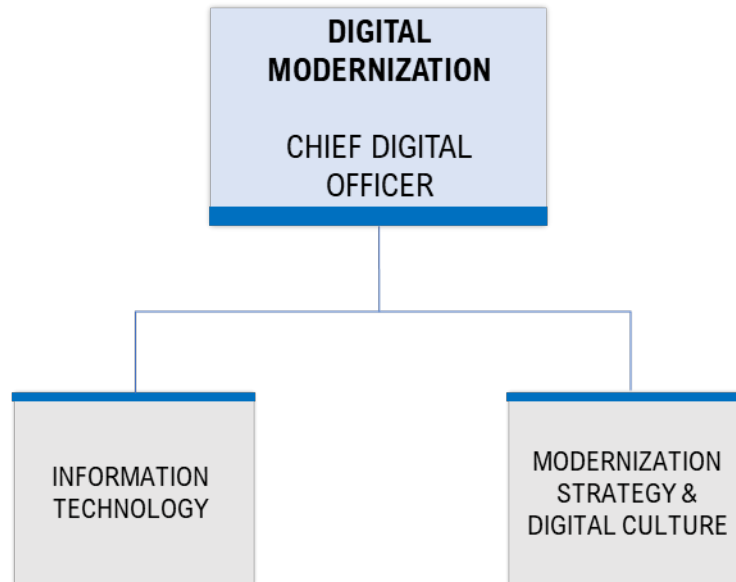 DIGITAL
MODERNIZATION
CHIEF DIGITAL
OFFICER
INFORMATION
TECHNOLOGY
MODERNIZATION
STRATEGY &
DIGITAL CULTURE